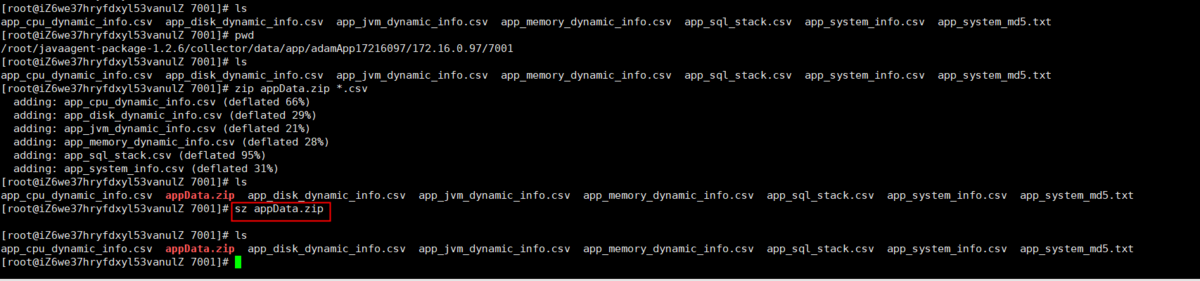 [root@iZ6we37hryfdxyl53vanulZ 7001]# ls
app_cpu_dynamic_info.csv  app_disk_dynamic_info.csv  app_jvm_dynamic_info.csv  app_memory_dynamic_info.csv  app_sql_stack.csv  app_system_info.csv  app_system_md5.txt
[root@iZ6we37hryfdxyl53vanulZ 7001]# pwd
/root/javaagent-package-1.2.6/collector/data/app/adamApp17216097/172.16.0.97/7001
[root@iZ6we37hryfdxyl53vanulZ 7001]# ls
app_cpu_dynamic_info.csv  app_disk_dynamic_info.csv  app_jvm_dynamic_info.csv  app_memory_dynamic_info.csv  app_sql_stack.csv  app_system_info.csv  app_system_md5.txt
[root@iZ6we37hryfdxyl53vanulZ 7001]# zip appData.zip *.csv
  adding: app_cpu_dynamic_info.csv (deflated 66%)
  adding: app_disk_dynamic_info.csv (deflated 29%)
  adding: app_jvm_dynamic_info.csv (deflated 21%)
  adding: app_memory_dynamic_info.csv (deflated 28%)
  adding: app_sql_stack.csv (deflated 95%)
  adding: app_system_info.csv (deflated 31%)
[root@iZ6we37hryfdxyl53vanulZ 7001]# ls
app_cpu_dynamic_info.csv  appData.zip  app_disk_dynamic_info.csv  app_jvm_dynamic_info.csv  app_memory_dynamic_info.csv  app_sql_stack.csv  app_system_info.csv  app_system_md5.txt
[root@iZ6we37hryfdxyl53vanulZ 7001]# sz appData.zip
[root@iZ6we37hryfdxyl53vanulZ 7001]# ls
app_cpu_dynamic_info.csv  appData.zip  app_disk_dynamic_info.csv  app_jvm_dynamic_info.csv  app_memory_dynamic_info.csv  app_sql_stack.csv  app_system_info.csv  app_system_md5.txt
[root@iZ6we37hryfdxyl53vanulZ 7001]#